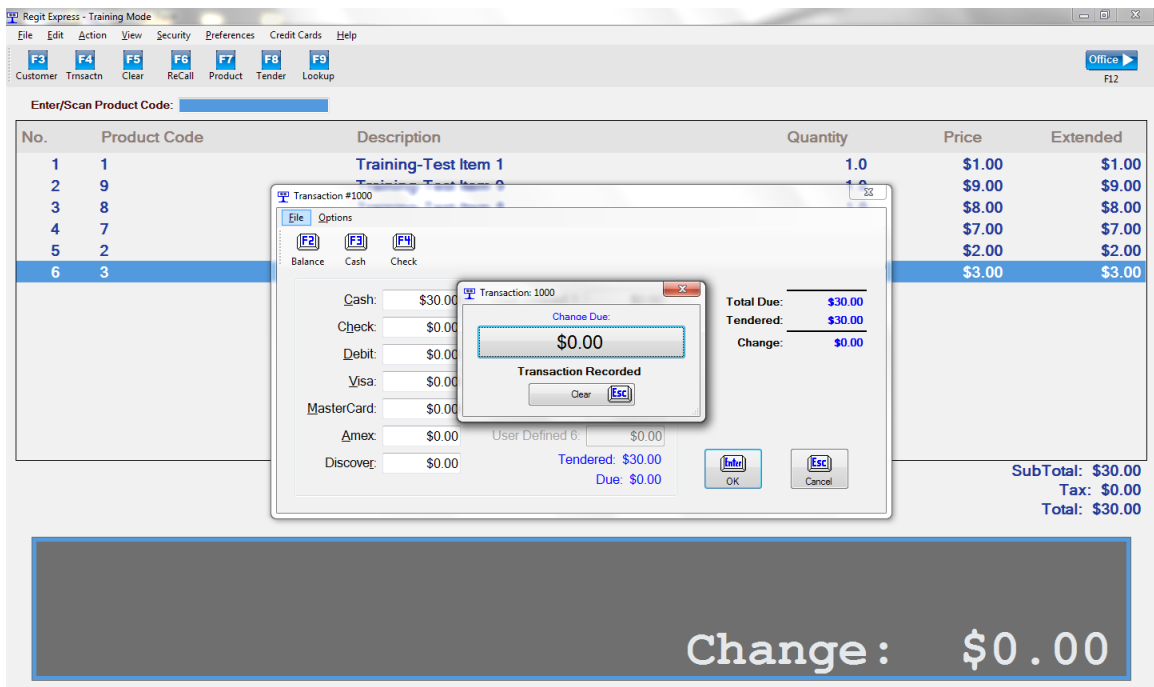 Regit Express - Training Mode
File Edit Action View Security Preferences Credit Cards Help
F3 F4 F5 F6 F7 F8 F9 Office
Customer Trnsactn Clear ReCall Product Tender Lookup F12
Enter/Scan Product Code:
No. Product Code Description Quantity Price Extended
1 1 Training-Test Item 1 1.0 $1.00 $1.00
2 9 Training-Test Item 9 1.0 $9.00 $9.00
3 8 $8.00 $8.00
4 7 $7.00 $7.00
5 2 $2.00 $2.00
6 3 $3.00 $3.00
Transaction #1000
File Options
F2 F3 F4
Balance Cash Check
Cash: $30.00
Check: $0.00
Debit: $0.00
Visa: $0.00
MasterCard: $0.00
Amex: $0.00 User Defined 6: $0.00
Discover: $0.00 Tendered: $30.00
Due: $0.00
Total Due: $30.00
Tendered: $30.00
Change: $0.00
Enter Esc
OK Cancel
Transaction: 1000
Change Due:
$0.00
Transaction Recorded
Clear Esc
SubTotal: $30.00
Tax: $0.00
Total: $30.00
Change: $0.00